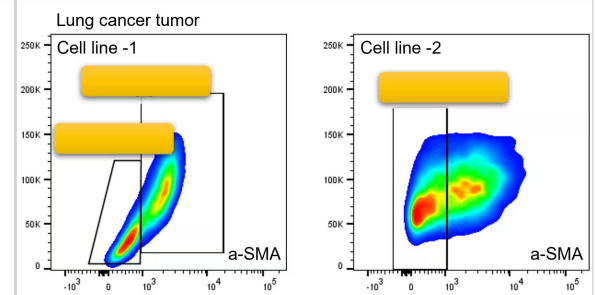 Lung cancer tumor
Cell line -1
250K
200K
150K
100K
50K
0
-10³ 0 10³ 10⁴ 10⁵
a-SMA
Cell line -2
250K
200K
150K
100K
50K
0
-10³ 0 10³ 10⁴ 10⁵
a-SMA